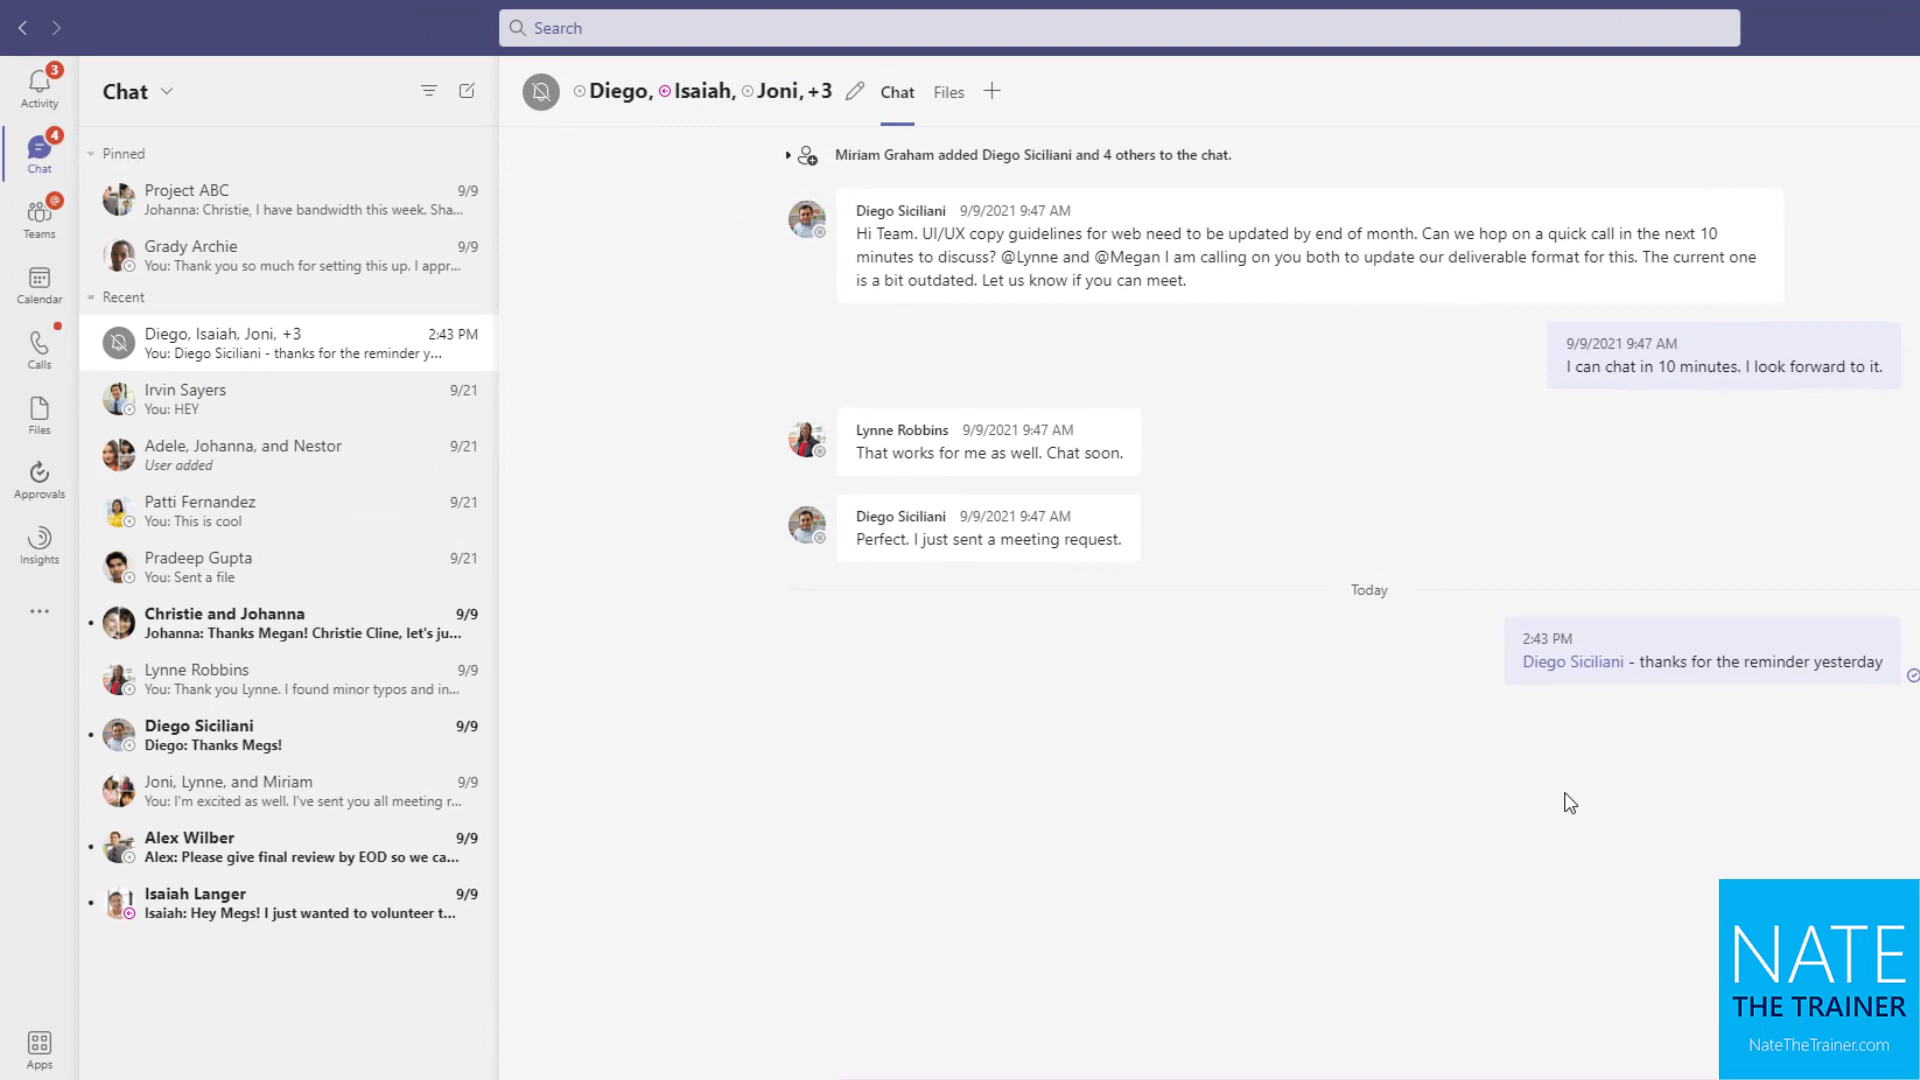 Search
3
Activity
4
Chat
@
Teams
Calendar
Calls
Files
Approvals
Insights
Apps
Chat
Pinned
Project ABC 9/9
Johanna: Christie, I have bandwidth this week. Sha...
Grady Archie 9/9
You: Thank you so much for setting this up. I appr...
Recent
Diego, Isaiah, Joni, +3 2:43 PM
You: Diego Siciliani - thanks for the reminder y...
Irvin Sayers 9/21
You: HEY
Adele, Johanna, and Nestor 9/21
User added
Patti Fernandez 9/21
You: This is cool
Pradeep Gupta 9/21
You: Sent a file
Christie and Johanna 9/9
Johanna: Thanks Megan! Christie Cline, let's ju...
Lynne Robbins 9/9
You: Thank you Lynne. I found minor typos and in...
Diego Siciliani 9/9
Diego: Thanks Megs!
Joni, Lynne, and Miriam 9/9
You: I'm excited as well. I've sent you all meeting r...
Alex Wilber 9/9
Alex: Please give final review by EOD so we ca...
Isaiah Langer 9/9
Isaiah: Hey Megs! I just wanted to volunteer t...
Diego, Isaiah, Joni, +3 Chat Files
Miriam Graham added Diego Siciliani and 4 others to the chat.
Diego Siciliani 9/9/2021 9:47 AM
Hi Team. UI/UX copy guidelines for web need to be updated by end of month. Can we hop on a quick call in the next 10
minutes to discuss? @Lynne and @Megan I am calling on you both to update our deliverable format for this. The current one
is a bit outdated. Let us know if you can meet.
9/9/2021 9:47 AM
I can chat in 10 minutes. I look forward to it.
Lynne Robbins 9/9/2021 9:47 AM
That works for me as well. Chat soon.
Diego Siciliani 9/9/2021 9:47 AM
Perfect. I just sent a meeting request.
Today
2:43 PM
Diego Siciliani - thanks for the reminder yesterday
NATE
THE TRAINER
NateTheTrainer.com